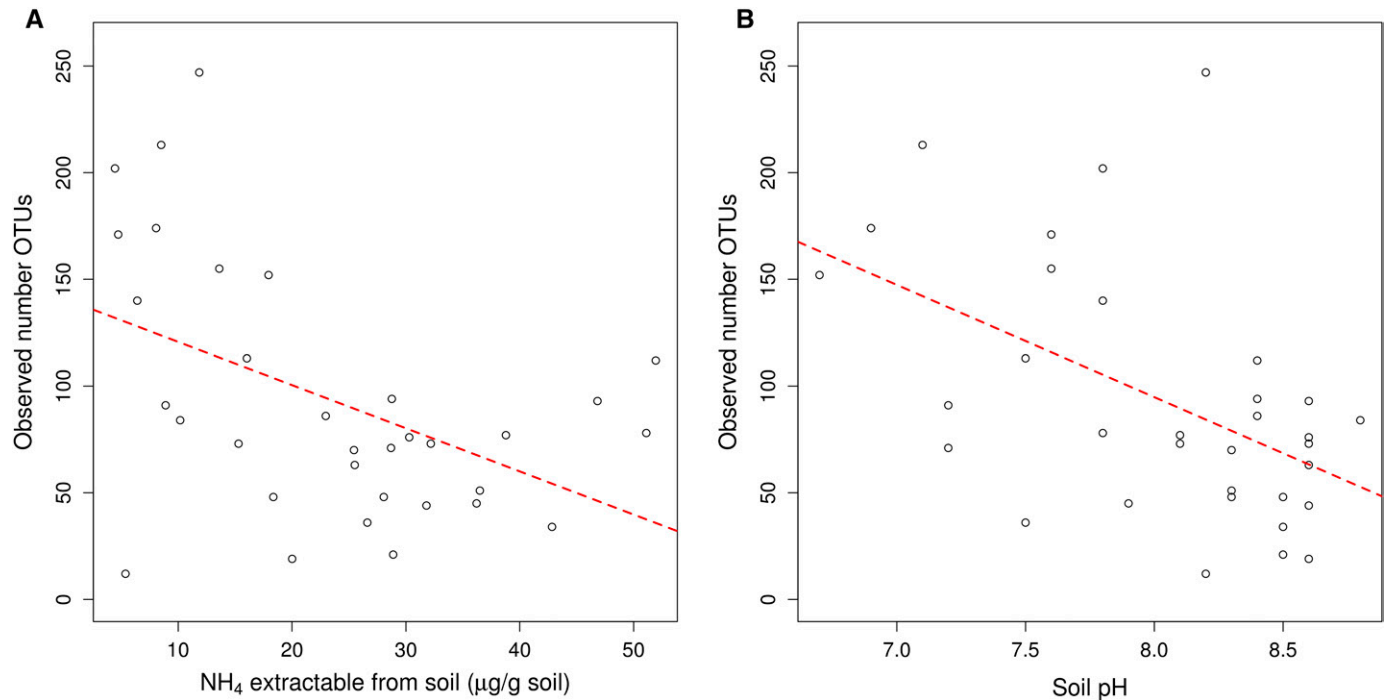 A
Observed number OTUs
250
200
150
100
50
0
10 20 30 40 50
NH₄ extractable from soil (μg/g soil)
B
Observed number OTUs
250
200
150
100
50
0
7.0 7.5 8.0 8.5
Soil pH